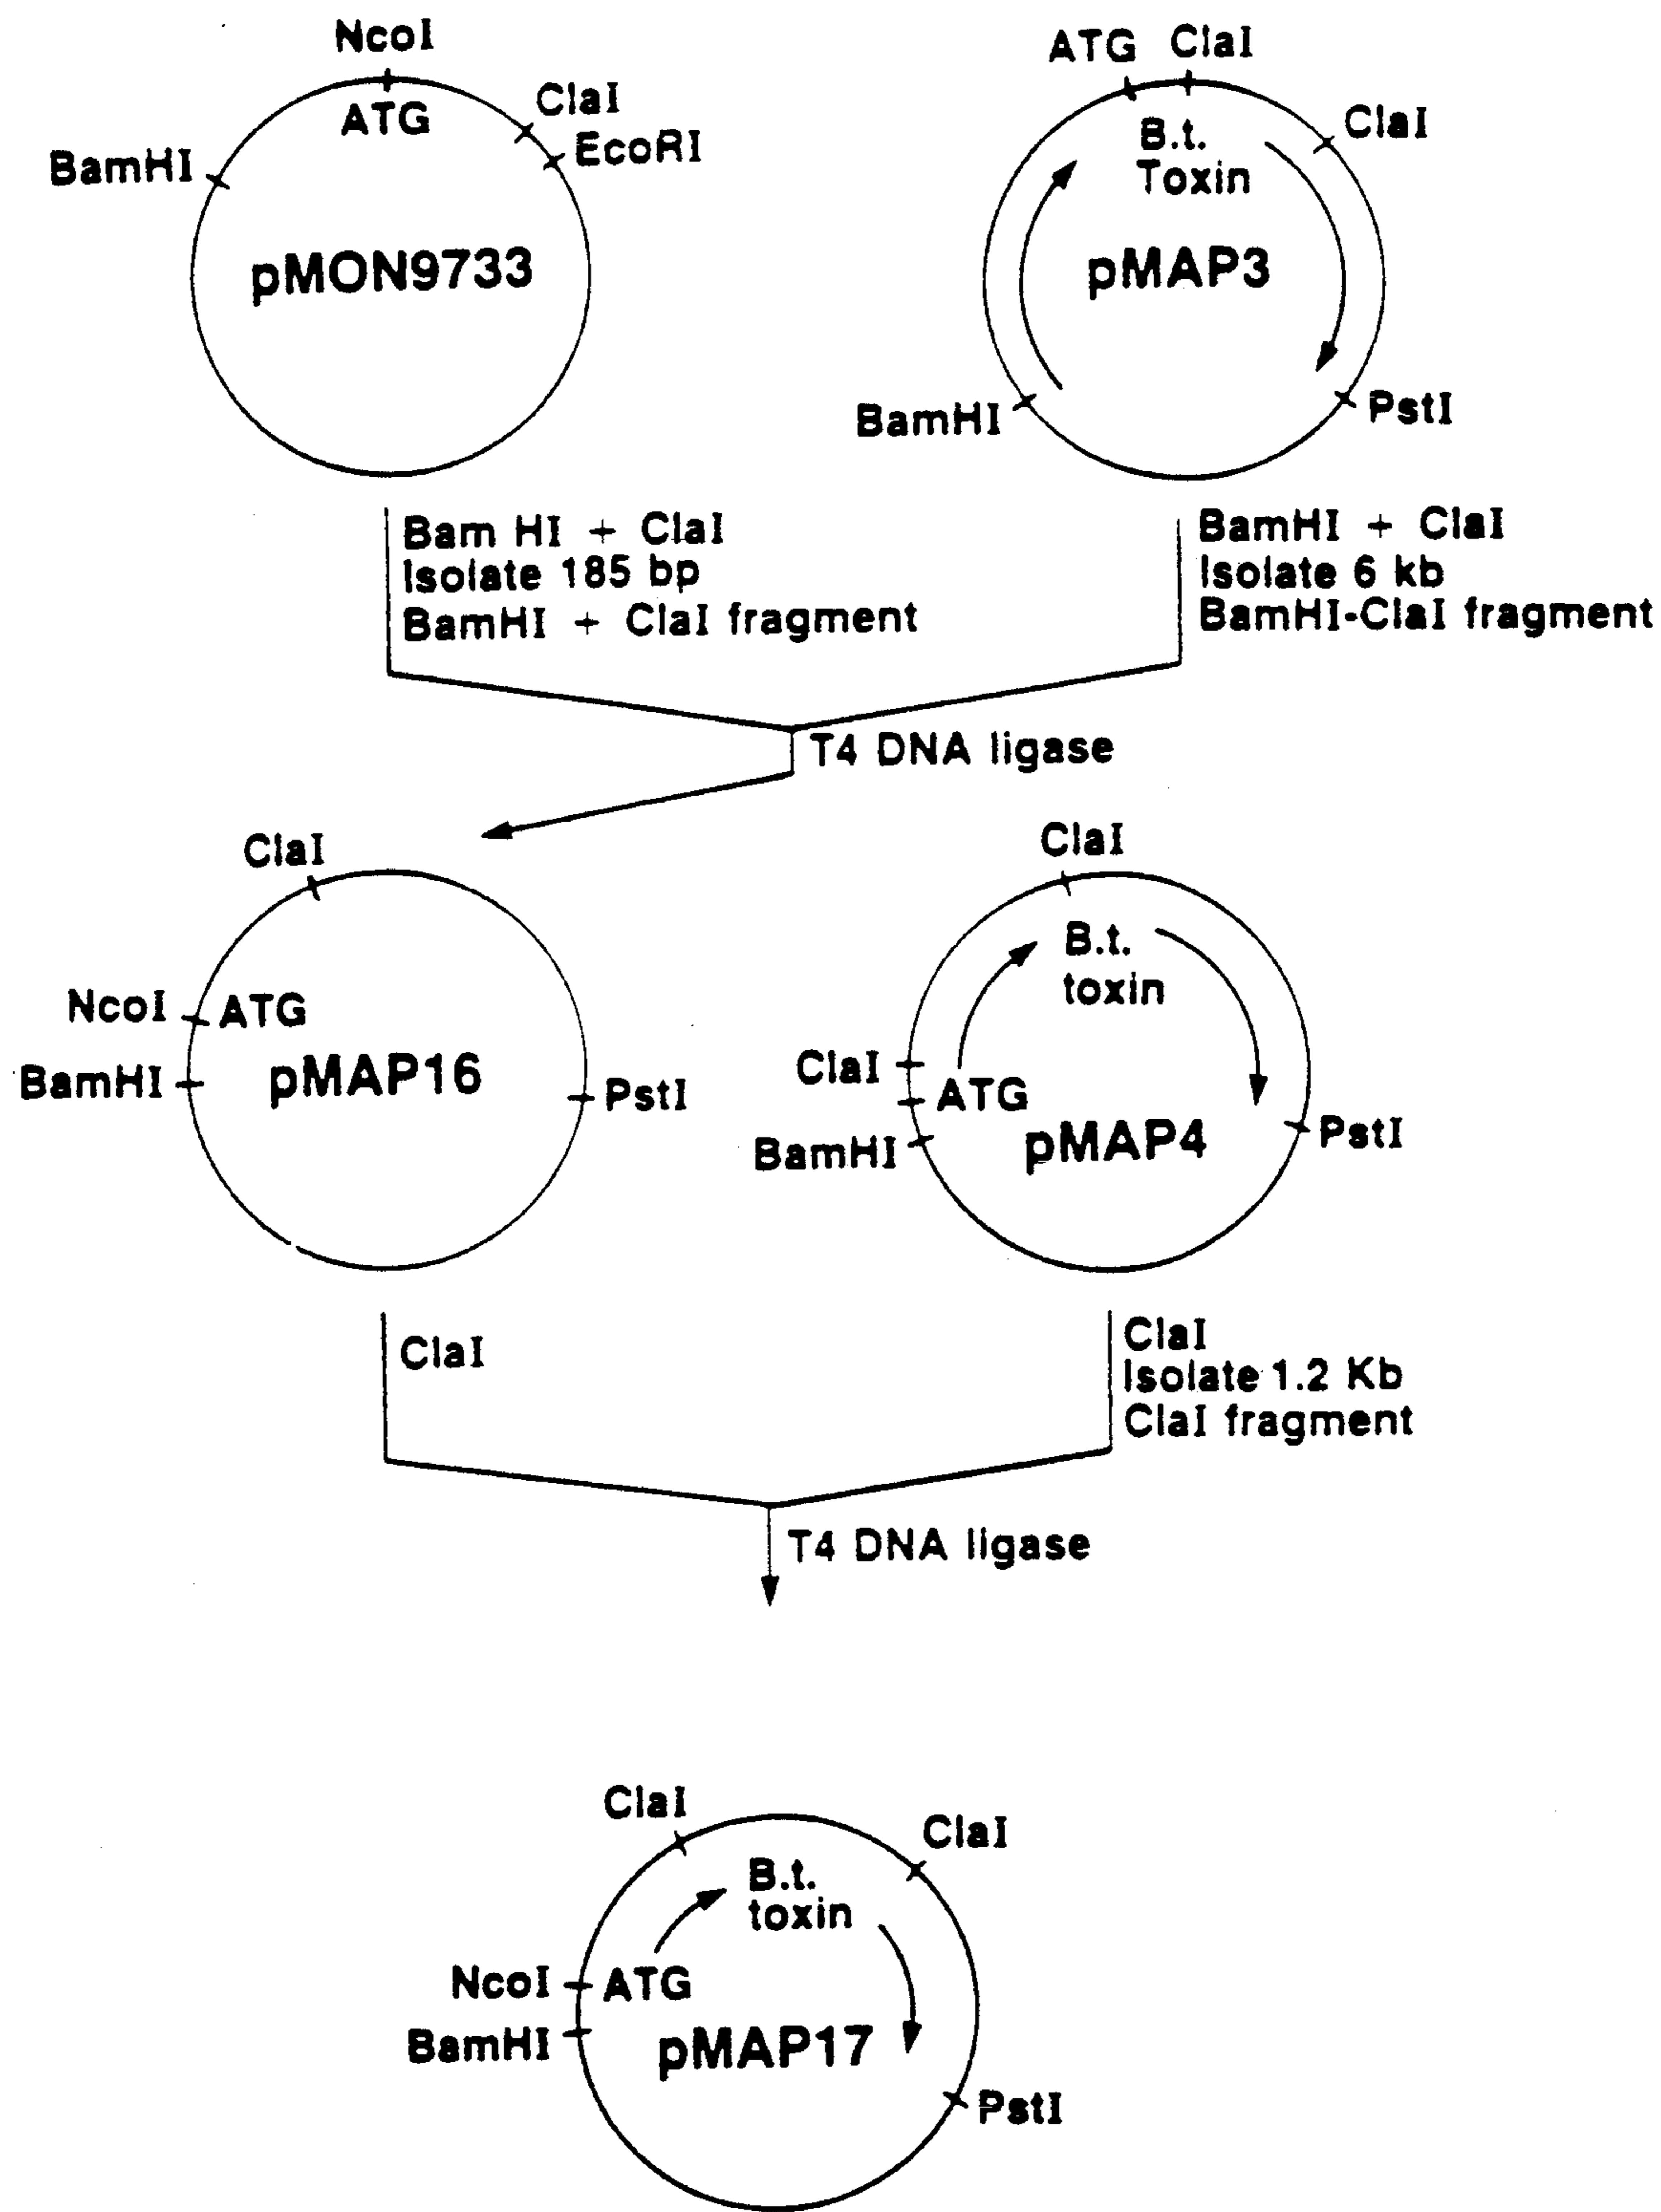 NcoI
ATG
ClaI
EcoRI
BamHI
pMON9733
ATG ClaI
ClaI
B.t.
Toxin
pMAP3
BamHI
PstI
Bam HI + ClaI
Isolate 185 bp
BamHI + ClaI fragment
BamHI + ClaI
Isolate 6 kb
BamHI-ClaI fragment
T4 DNA ligase
ClaI
NcoI
ATG
BamHI
pMAP16
PstI
ClaI
B.t.
toxin
ClaI
ATG
BamHI
pMAP4
PstI
ClaI
ClaI
Isolate 1.2 Kb
ClaI fragment
T4 DNA ligase
ClaI
ClaI
B.t.
toxin
NcoI
ATG
BamHI
pMAP17
PstI